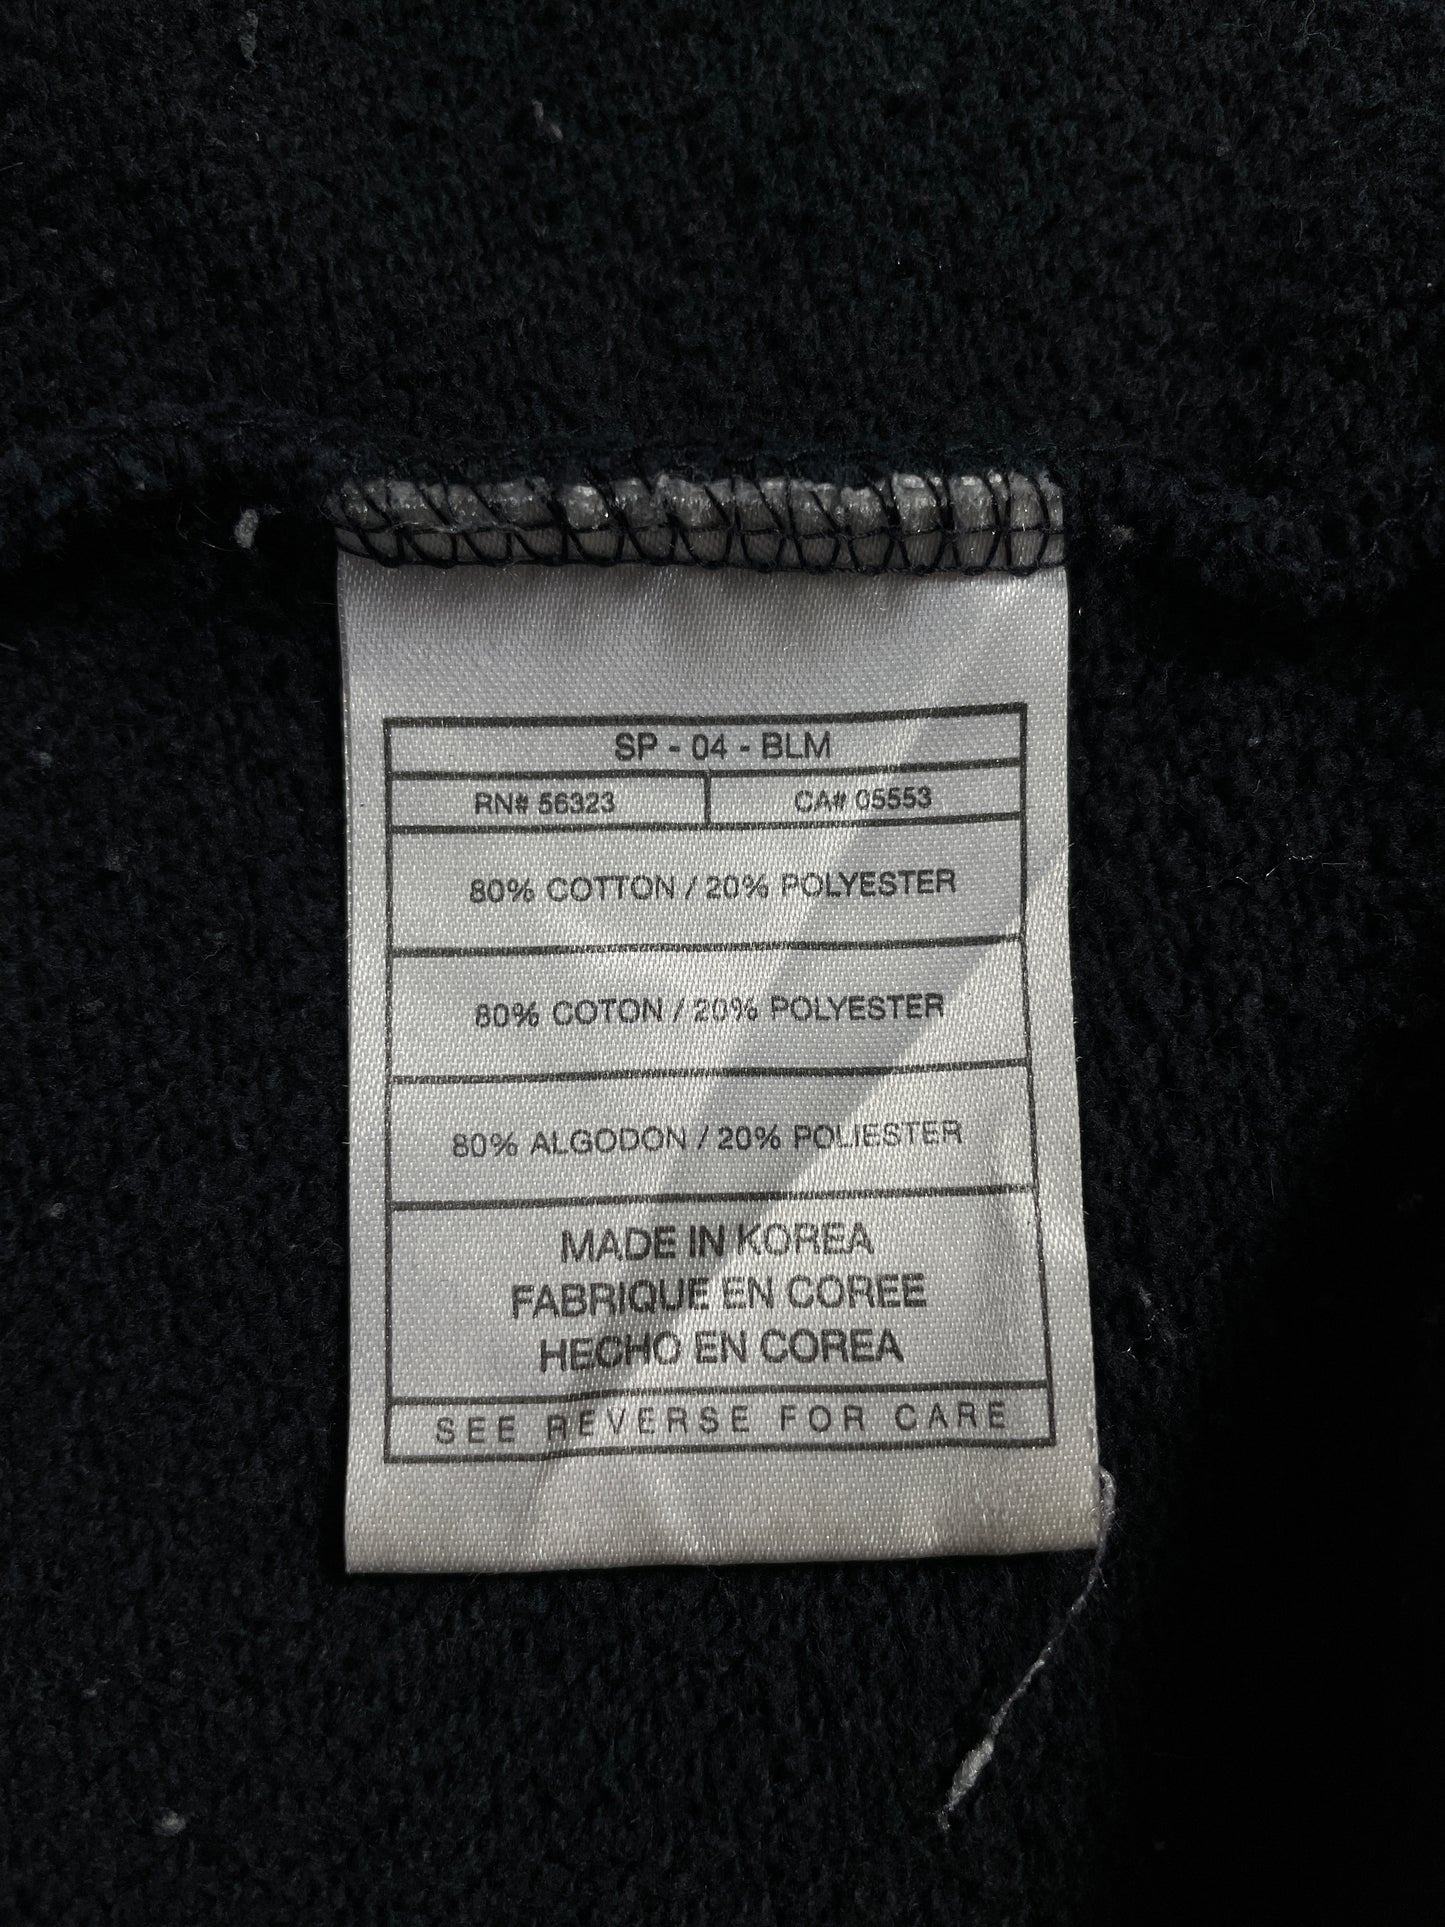 SP - 04 - BLM
RN# 56323 CA# 05553
80% COTTON / 20% POLYESTER
80% COTON / 20% POLYESTER
80% ALGODON / 20% POLIESTER
MADE IN KOREA
FABRIQUE EN COREE
HECHO EN COREA
SEE REVERSE FOR CARE